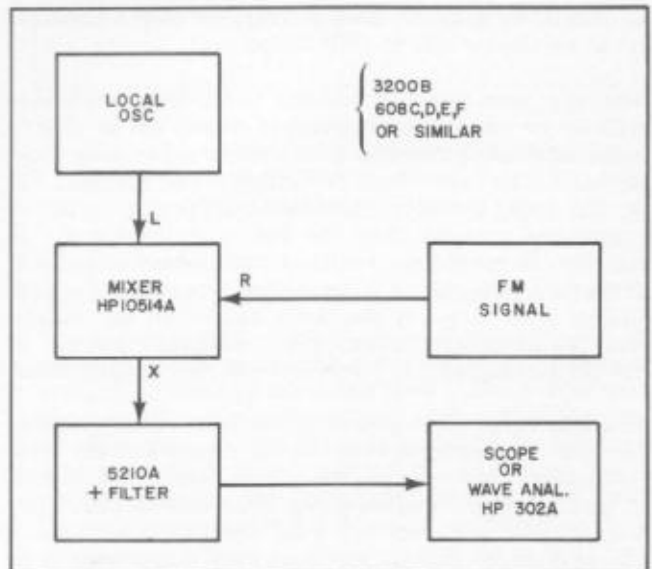 LOCAL
OSC
3200B
608C,D,E,F
OR SIMILAR
L
MIXER
HP10514A
R
FM
SIGNAL
X
5210A
+ FILTER
SCOPE
OR
WAVE ANAL.
HP 302A